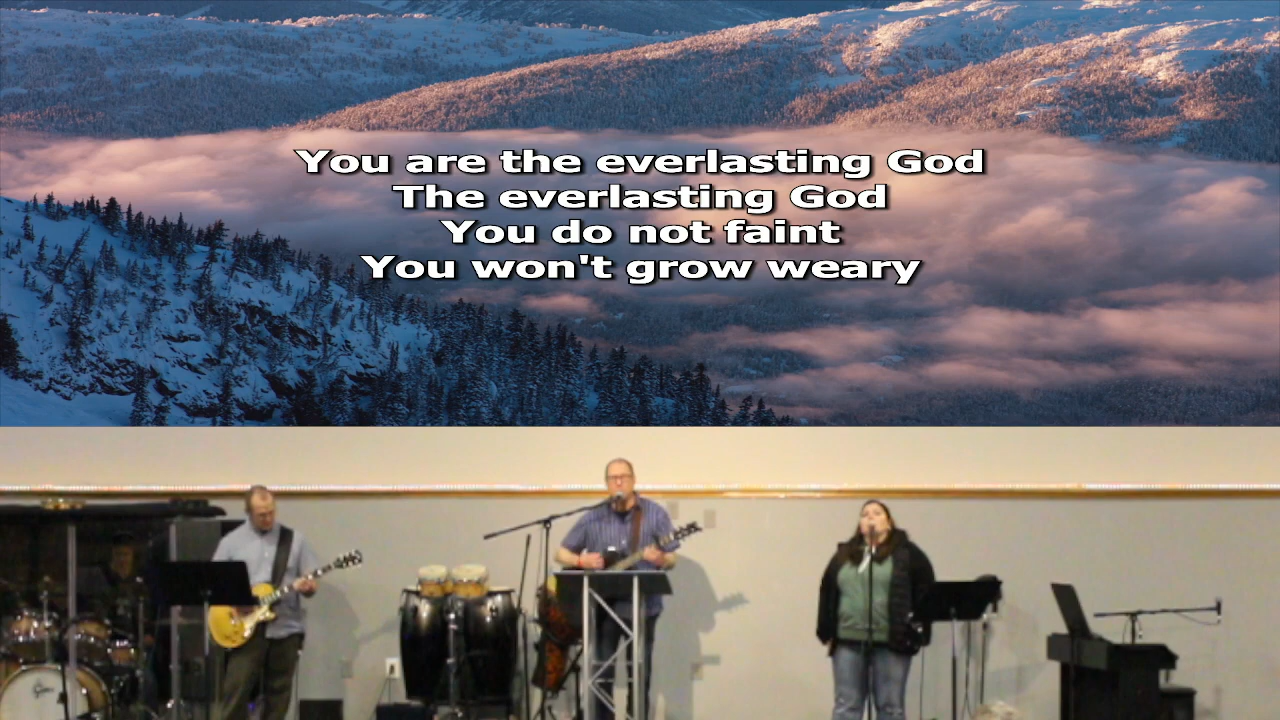 You are the everlasting God
The everlasting God
You do not faint
You won't grow weary